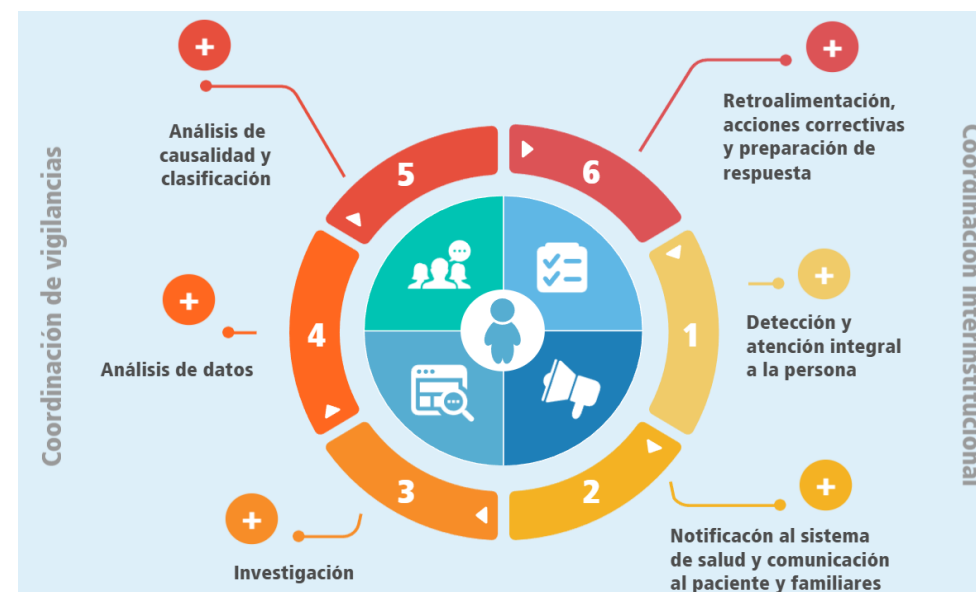 Coordinación de vigilancias
Coordinación Interinstitucional
+
Análisis de
causalidad y
clasificación
+
Retroalimentación,
acciones correctivas
y preparación de
respuesta
5
6
+
Análisis de datos
4
1
+
Detección y
atención integral
a la persona
3
2
+
Investigación
+
Notificacón al sistema
de salud y comunicación
al paciente y familiares